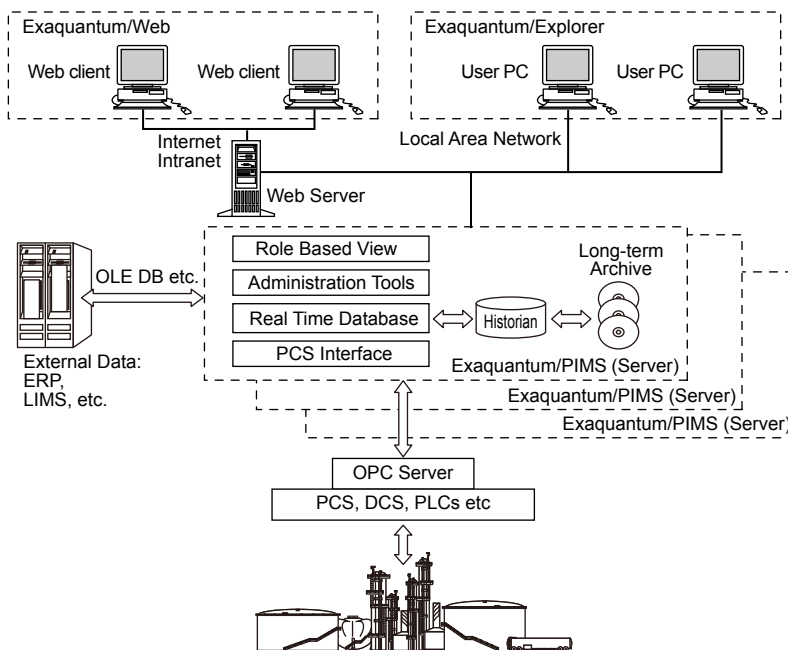 Exaquantum/Web
Exaquantum/Explorer
Web client
Web client
User PC
User PC
Internet
Intranet
Local Area Network
Web Server
Role Based View
Administration Tools
Real Time Database
PCS Interface
Historian
Long-term
Archive
OLE DB etc.
External Data:
ERP,
LIMS, etc.
Exaquantum/PIMS (Server)
Exaquantum/PIMS (Server)
Exaquantum/PIMS (Server)
OPC Server
PCS, DCS, PLCs etc